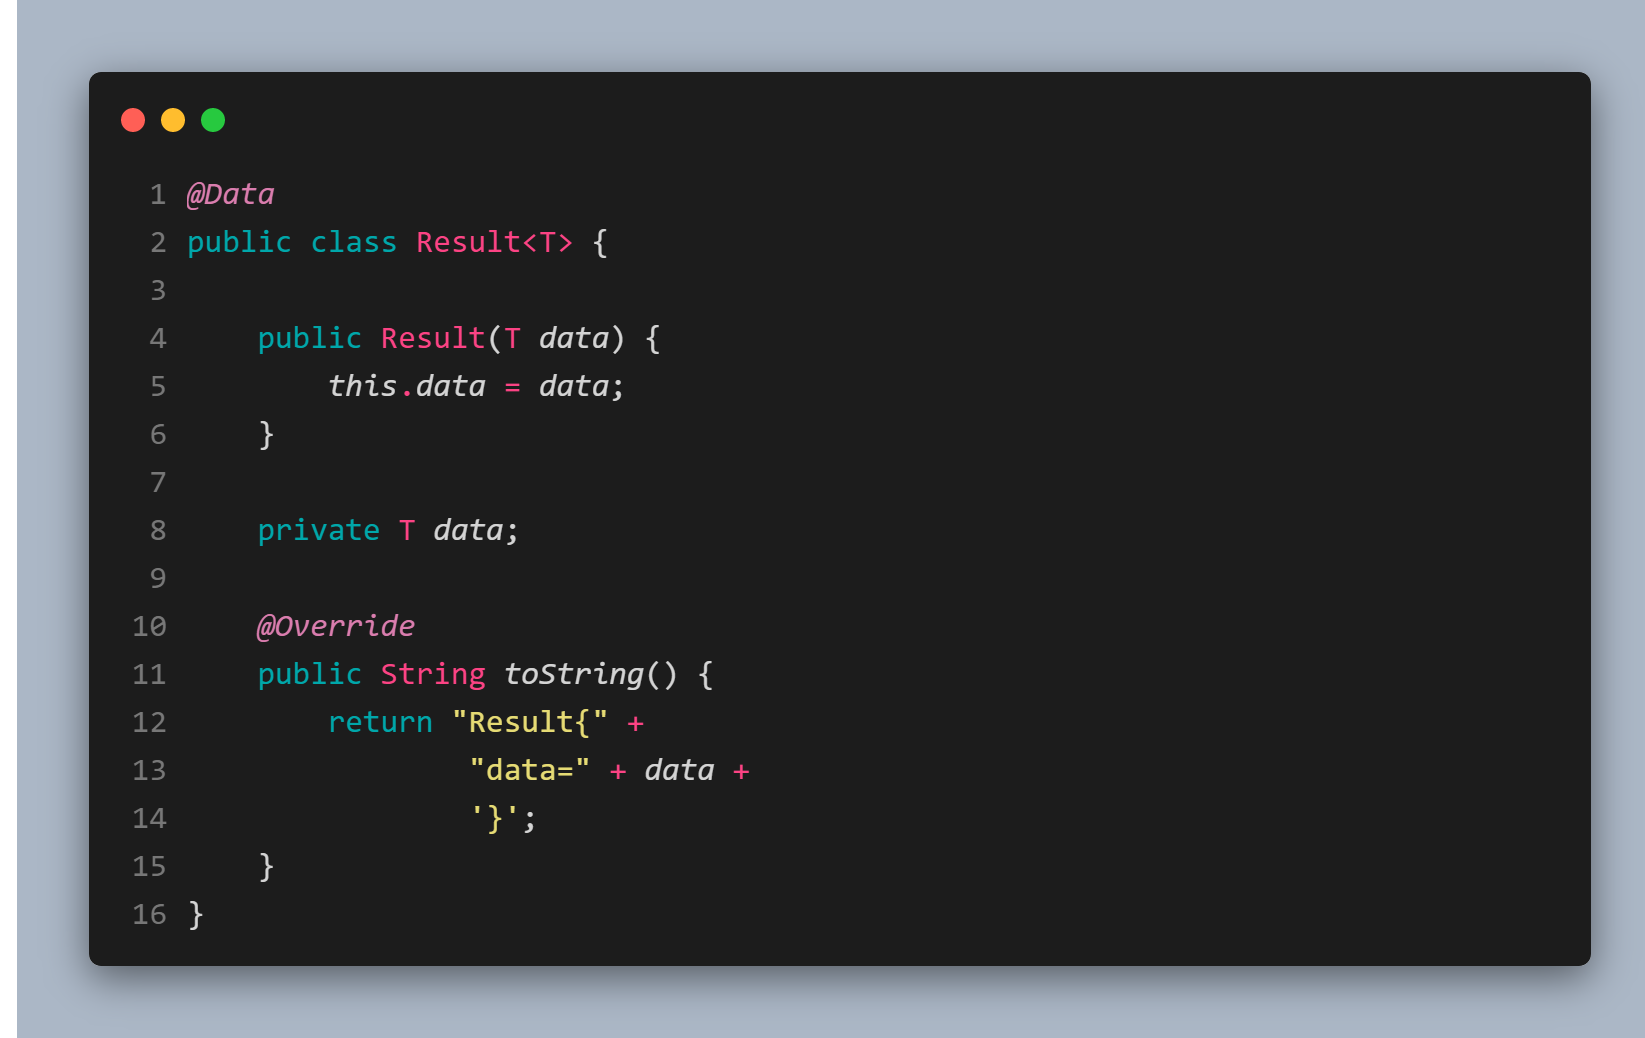 1 @Data
2 public class Result<T> {
3
4     public Result(T data) {
5         this.data = data;
6     }
7
8     private T data;
9
10     @Override
11     public String toString() {
12         return "Result{" +
13                 "data=" + data +
14                 '}';
15     }
16 }